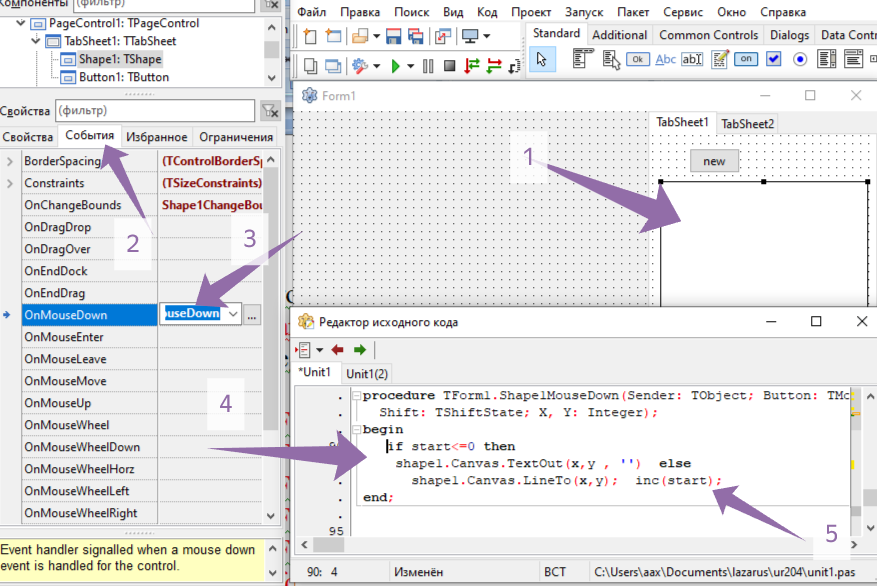 Компоненты (фильтр)
PageControl1: TPageControl
TabSheet1: TTabSheet
Shape1: TShape
Button1: TButton
Свойства (фильтр)
Свойства События Избранное Ограничения
BorderSpacing (TControlBorderSp
Constraints (TSizeConstraints)
OnChangeBounds Shape1ChangeBou
OnDragDrop
OnDragOver
OnEndDock
OnEndDrag
OnMouseDown useDown ...
OnMouseEnter
OnMouseLeave
OnMouseMove
OnMouseUp
OnMouseWheel
OnMouseWheelDown
OnMouseWheelHorz
OnMouseWheelLeft
OnMouseWheelRight
Event handler signalled when a mouse down
event is handled for the control.
2
3
4
Файл Правка Поиск Вид Код Проект Запуск Пакет Сервис Окно Справка
Standard Additional Common Controls Dialogs Data Contr
Ok Abc abI on
Form1
TabSheet1 TabSheet2
new
1
Редактор исходного кода
*Unit1 Unit1(2)
procedure TForm1.Shape1MouseDown(Sender: TObject; Button: TMo
Shift: TShiftState; X, Y: Integer);
begin
if start<=0 then
shape1.Canvas.TextOut(x,y , '') else
shape1.Canvas.LineTo(x,y); inc(start);
end;
95
5
90: 4 Изменён ВСТ C:\Users\aax\Documents\lazarus\ur204\unit1.pas